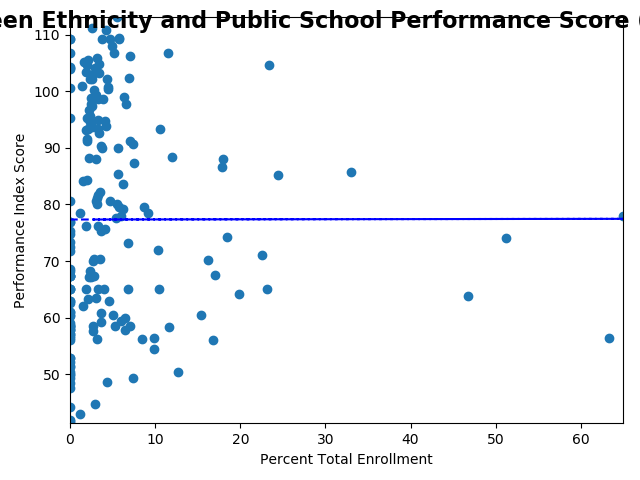 een Ethnicity and Public School Performance Score (
110
100
90
80
70
60
50
0 10 20 30 40 50 60
Performance Index Score
Percent Total Enrollment